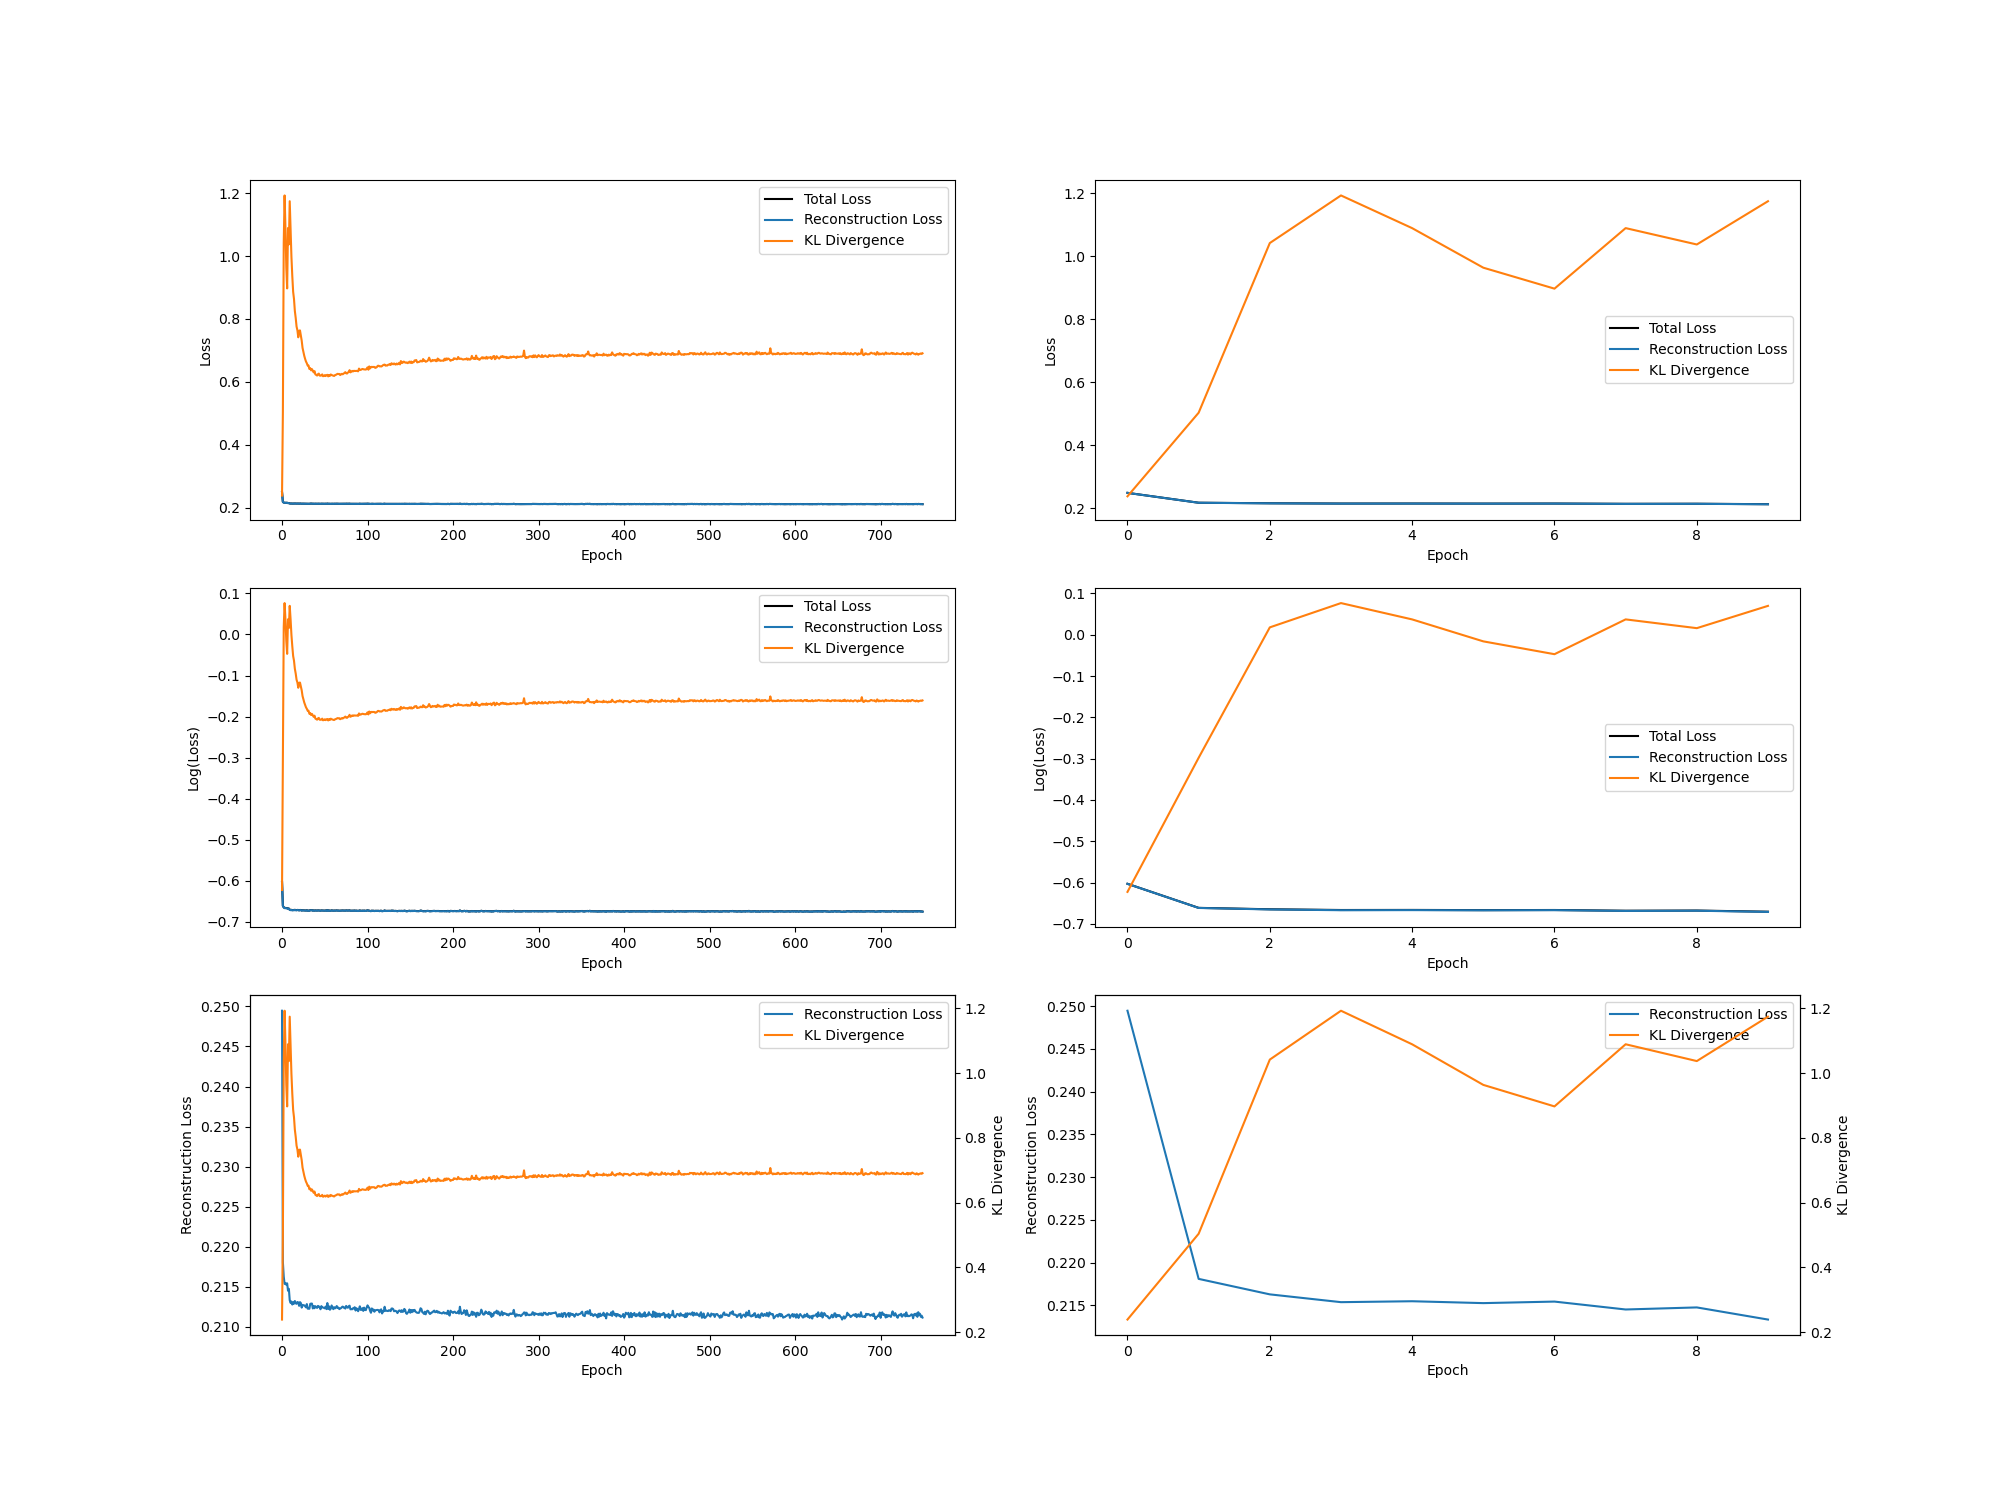 1.2
1.0
0.8
0.6
0.4
0.2
Loss
0 100 200 300 400 500 600 700
Epoch
Total Loss
Reconstruction Loss
KL Divergence
1.2
1.0
0.8
0.6
0.4
0.2
Loss
0 2 4 6 8
Epoch
Total Loss
Reconstruction Loss
KL Divergence
0.1
0.0
−0.1
−0.2
−0.3
−0.4
−0.5
−0.6
−0.7
Log(Loss)
0 100 200 300 400 500 600 700
Epoch
Total Loss
Reconstruction Loss
KL Divergence
0.1
0.0
−0.1
−0.2
−0.3
−0.4
−0.5
−0.6
−0.7
Log(Loss)
0 2 4 6 8
Epoch
Total Loss
Reconstruction Loss
KL Divergence
0.250
0.245
0.240
0.235
0.230
0.225
0.220
0.215
0.210
Reconstruction Loss
0 100 200 300 400 500 600 700
Epoch
Reconstruction Loss
KL Divergence
1.2
1.0
0.8
0.6
0.4
0.2
KL Divergence
0.250
0.245
0.240
0.235
0.230
0.225
0.220
0.215
Reconstruction Loss
0 2 4 6 8
Epoch
Reconstruction Loss
KL Divergence
1.2
1.0
0.8
0.6
0.4
0.2
KL Divergence